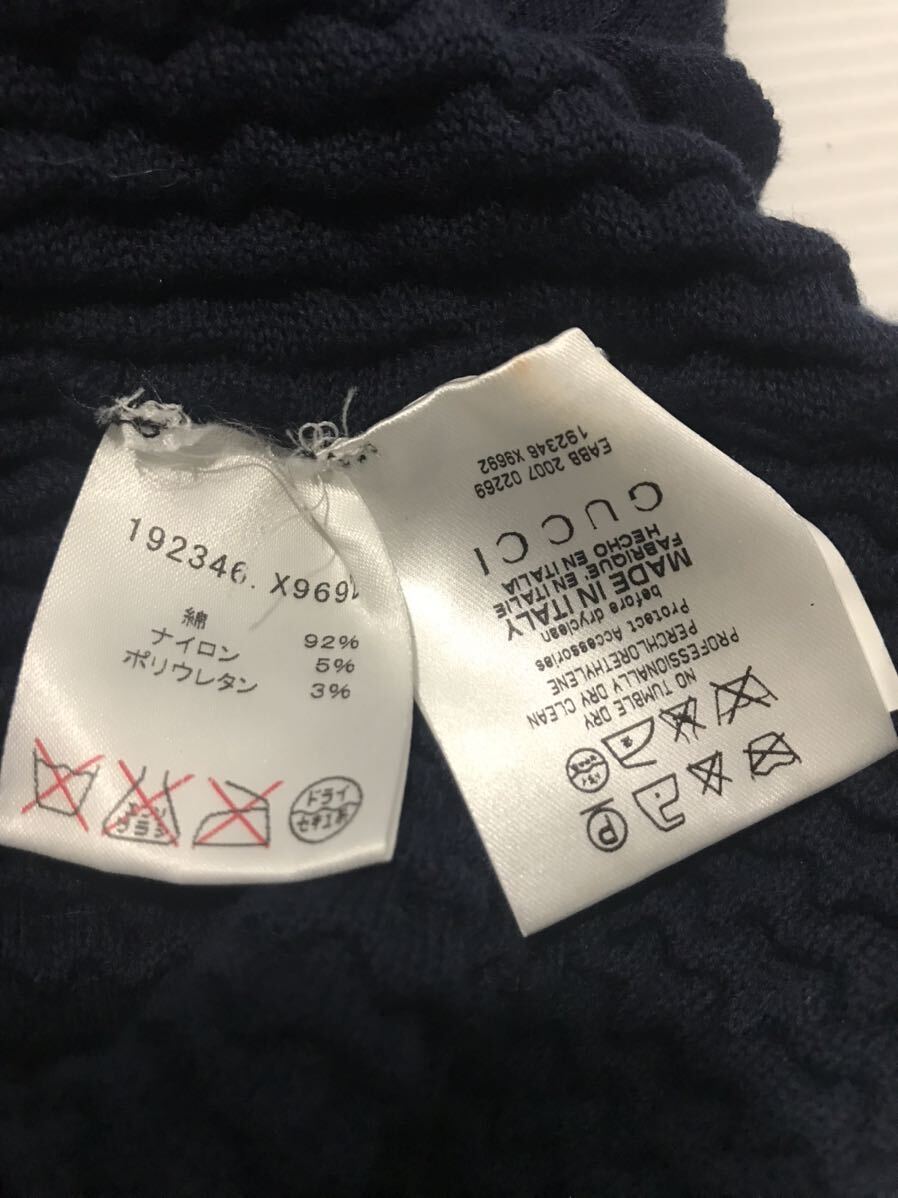 192346. X969
綿 92%
ナイロン 5%
ポリウレタン 3%
ドライ
セキユ系
P
NO TUMBLE DRY
PROFESSIONALLY DRY CLEAN
PERCHLORETHYLENE
Protect Accessories
before dryclean
MADE IN ITALY
FABRIQUE' EN ITALIE
HECHO EN ITALIA
GUCCI
EABB 2007 02269
192346 X9692